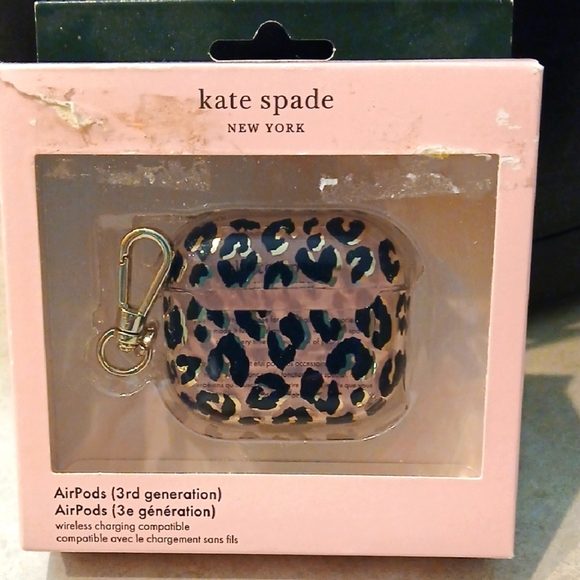 kate spade
NEW YORK
AirPods (3rd generation)
AirPods (3e génération)
wireless charging compatible
compatible avec le chargement sans fils